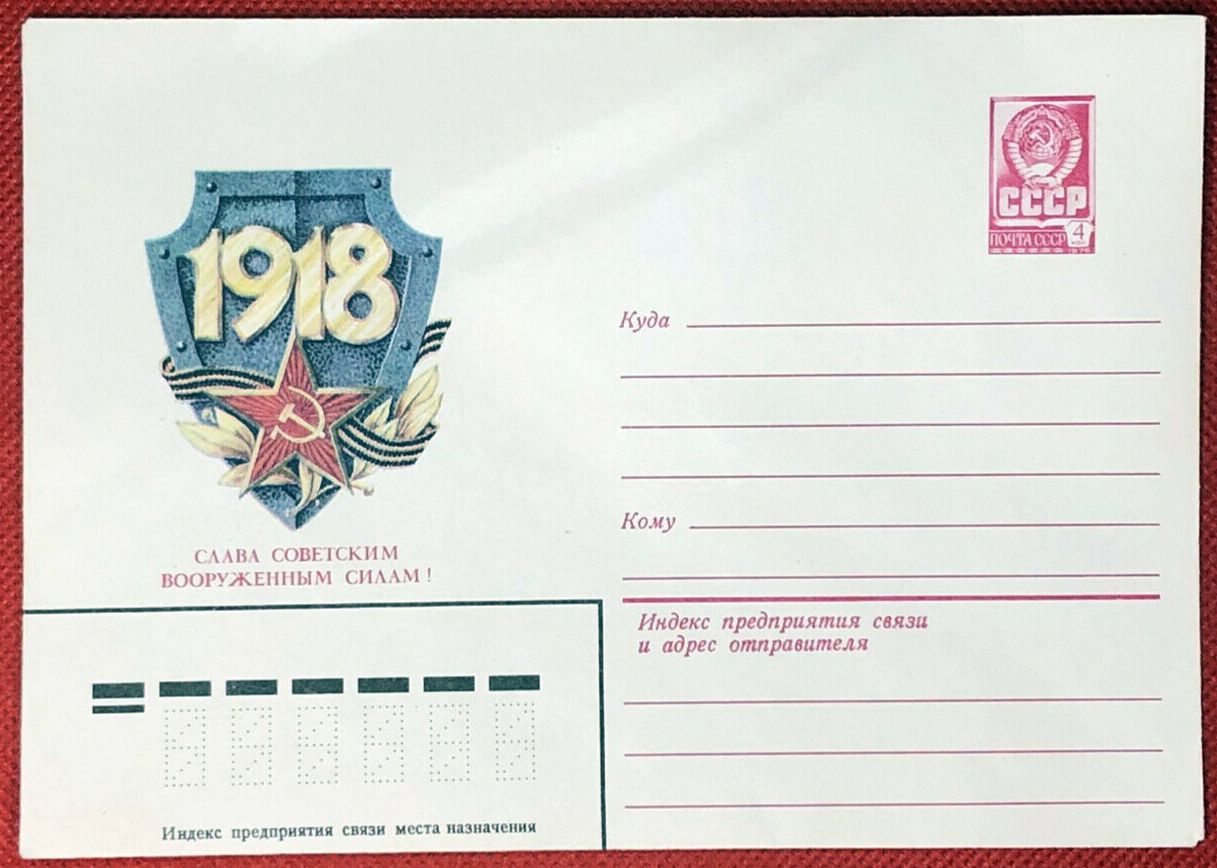 1918
СЛАВА СОВЕТСКИМ
ВООРУЖЕННЫМ СИЛАМ!
СССР
ПОЧТА СССР 4
Куда
Кому
Индекс предприятия связи
и адрес отправителя
Индекс предприятия связи места назначения